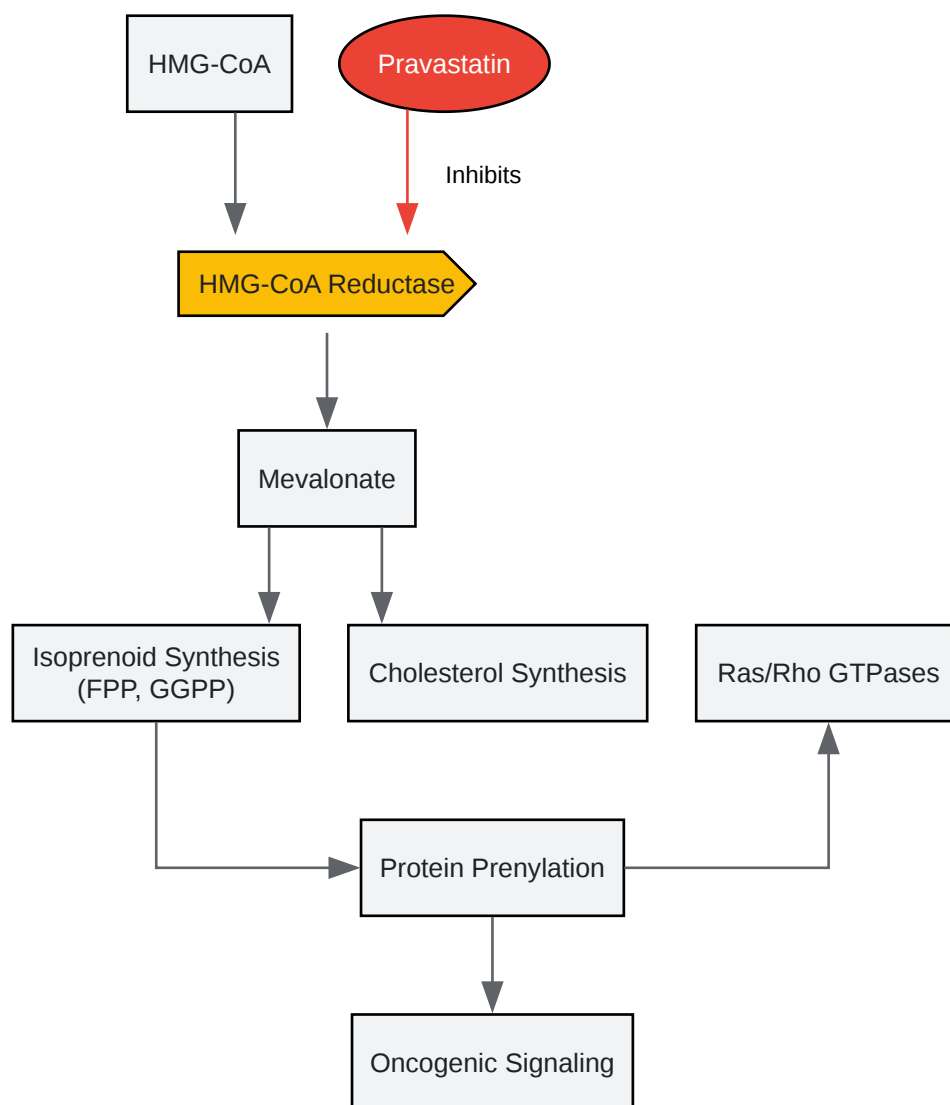 HMG-CoA
Pravastatin
Inhibits
HMG-CoA Reductase
Mevalonate
Isoprenoid Synthesis
(FPP, GGPP)
Cholesterol Synthesis
Ras/Rho GTPases
Protein Prenylation
Oncogenic Signaling